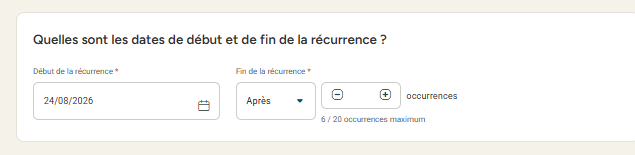 Quelles sont les dates de début et de fin de la récurrence ?
Début de la récurrence * Fin de la récurrence *
24/08/2026 Après occurrences
6 / 20 occurrences maximum